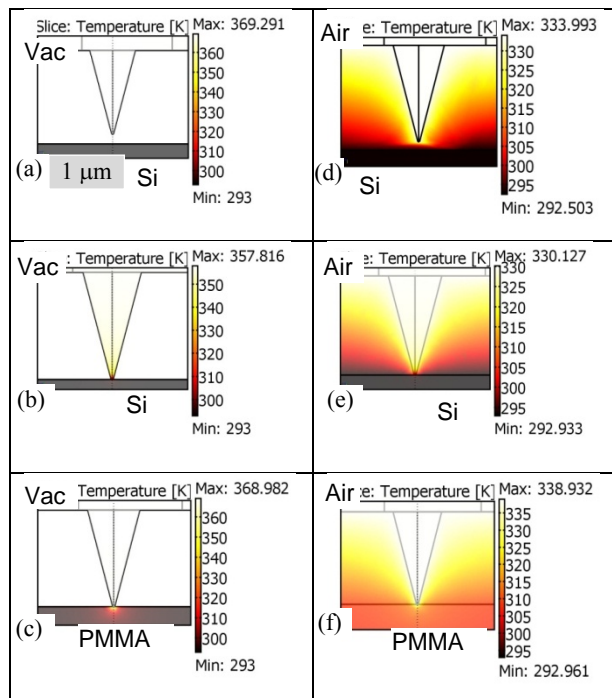 Slice: Temperature [K] Max: 369.291
Vac
360
350
340
330
320
310
300
(a) 1 μm Si
Min: 293
Max: 333.993
Air
330
325
320
315
310
305
300
295
(d) Si
Min: 292.503
: Temperature [K] Max: 357.816
Vac
350
340
330
320
310
300
(b) Si
Min: 293
e: Temperature [K] Max: 330.127
Air
330
325
320
315
310
305
300
295
(e) Si
Min: 292.933
Temperature [K] Max: 368.982
Vac
360
350
340
330
320
310
300
(c) PMMA
Min: 293
ce: Temperature [K] Max: 338.932
Air
335
330
325
320
315
310
305
300
295
(f) PMMA
Min: 292.961